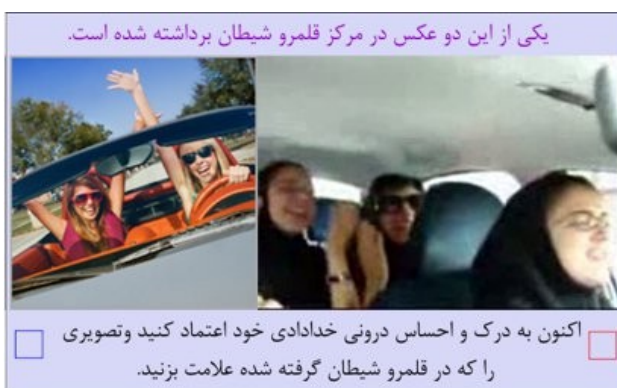 یکی از این دو عکس در مرکز قلمرو شیطان برداشته شده است.
اکنون به درک و احساس درونی خدادادی خود اعتماد کنید وتصویری
را که در قلمرو شیطان گرفته شده علامت بزنید.